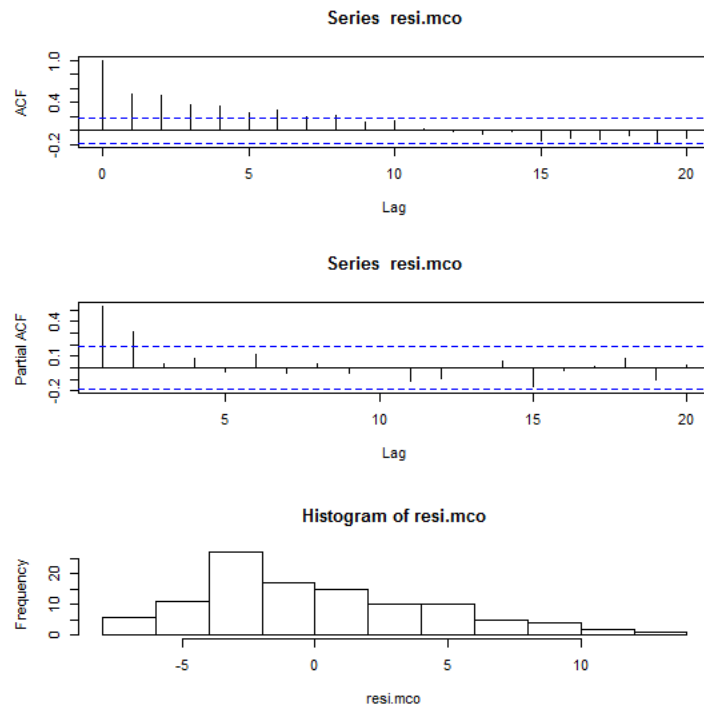 Series resi.mco
ACF
-0.2 0.4 1.0
0 5 10 15 20
Lag
Series resi.mco
Partial ACF
-0.2 0.1 0.4
5 10 15 20
Lag
Histogram of resi.mco
Frequency
0 10 20
-5 0 5 10
resi.mco